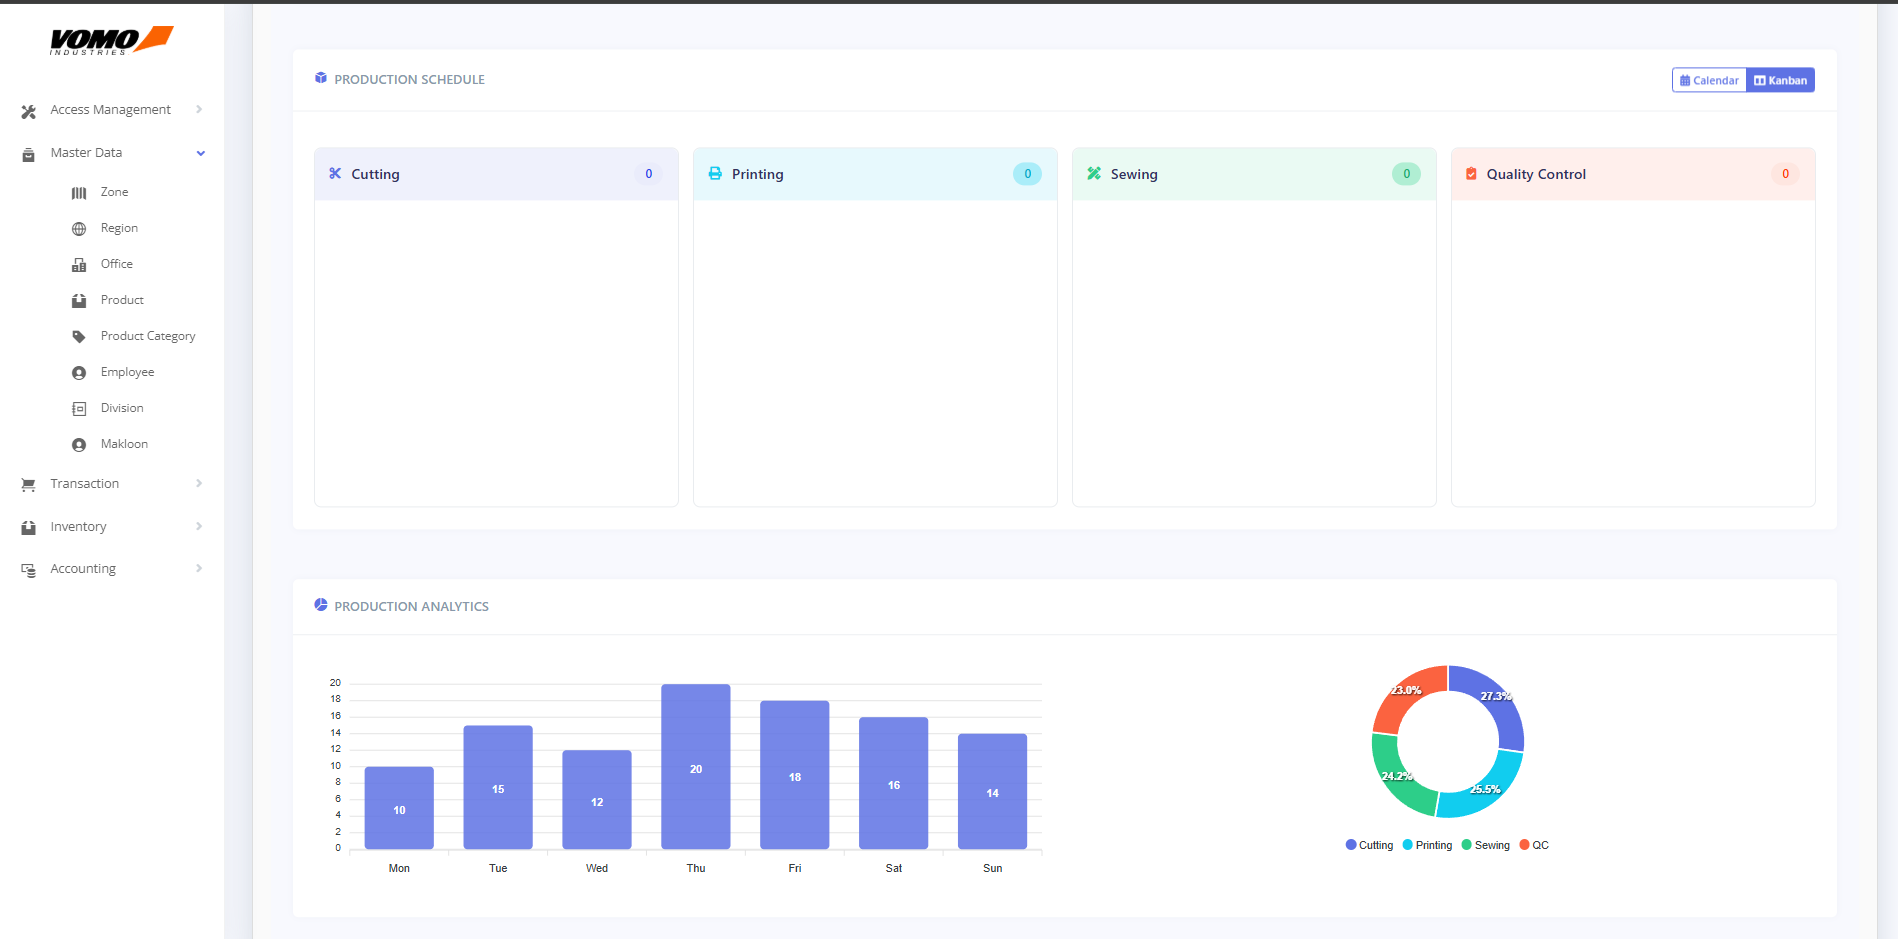 VOMO
INDUSTRIES
Access Management
Master Data
Zone
Region
Office
Product
Product Category
Employee
Division
Makloon
Transaction
Inventory
Accounting
PRODUCTION SCHEDULE
Calendar Kanban
Cutting 0
Printing 0
Sewing 0
Quality Control 0
PRODUCTION ANALYTICS
20
18
16
14
12
10
8
6
4
2
0
10 15 12 20 18 16 14
Mon Tue Wed Thu Fri Sat Sun
23.0% 27.3%
24.2% 25.5%
Cutting Printing Sewing QC